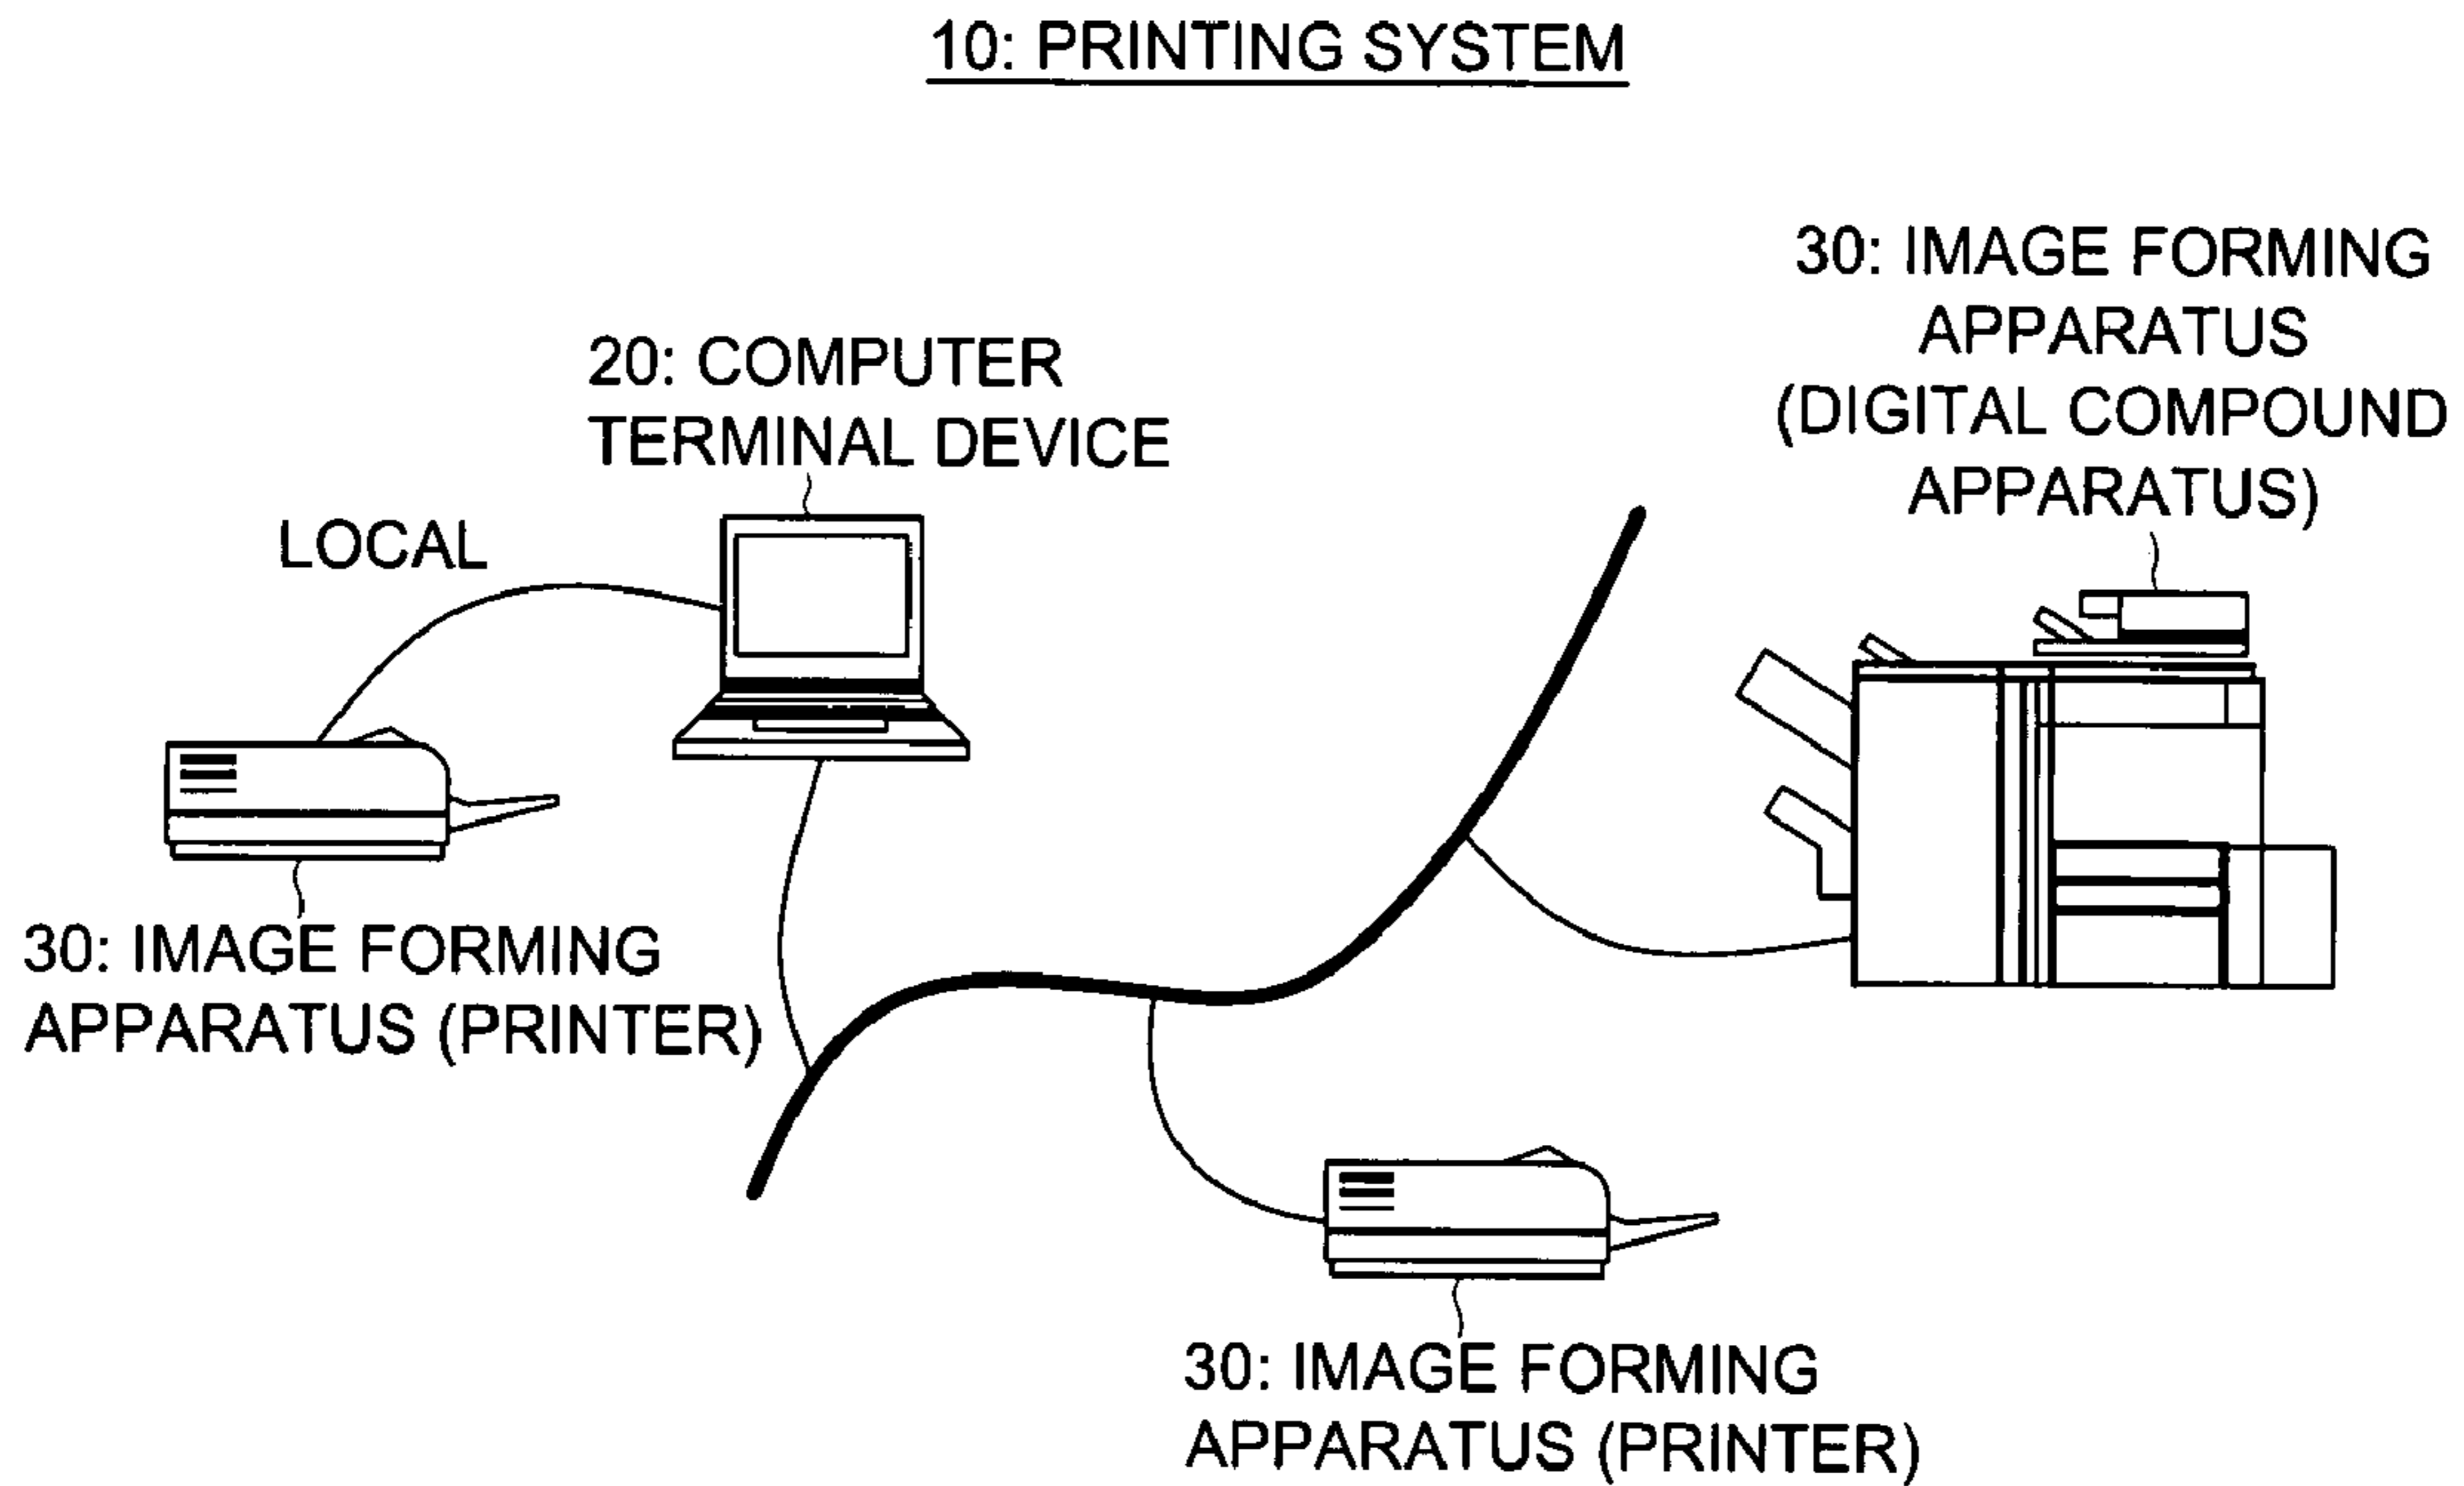 10: PRINTING SYSTEM
30: IMAGE FORMING
APPARATUS
(DIGITAL COMPOUND
APPARATUS)
20: COMPUTER
TERMINAL DEVICE
LOCAL
30: IMAGE FORMING
APPARATUS (PRINTER)
30: IMAGE FORMING
APPARATUS (PRINTER)